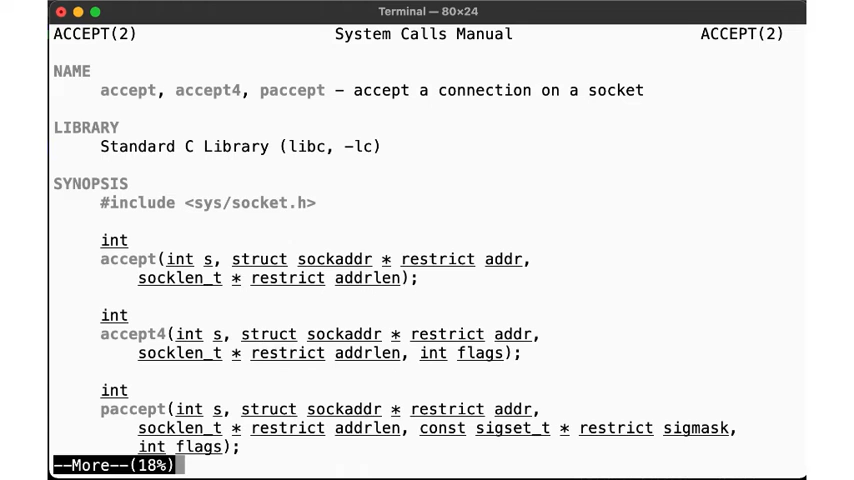 Terminal — 80×24
ACCEPT(2) System Calls Manual ACCEPT(2)
NAME
accept, accept4, paccept – accept a connection on a socket
LIBRARY
Standard C Library (libc, -lc)
SYNOPSIS
#include <sys/socket.h>
int
accept(int s, struct sockaddr * restrict addr,
socklen_t * restrict addrlen);
int
accept4(int s, struct sockaddr * restrict addr,
socklen_t * restrict addrlen, int flags);
int
paccept(int s, struct sockaddr * restrict addr,
socklen_t * restrict addrlen, const sigset_t * restrict sigmask,
int flags);
--More--(18%)